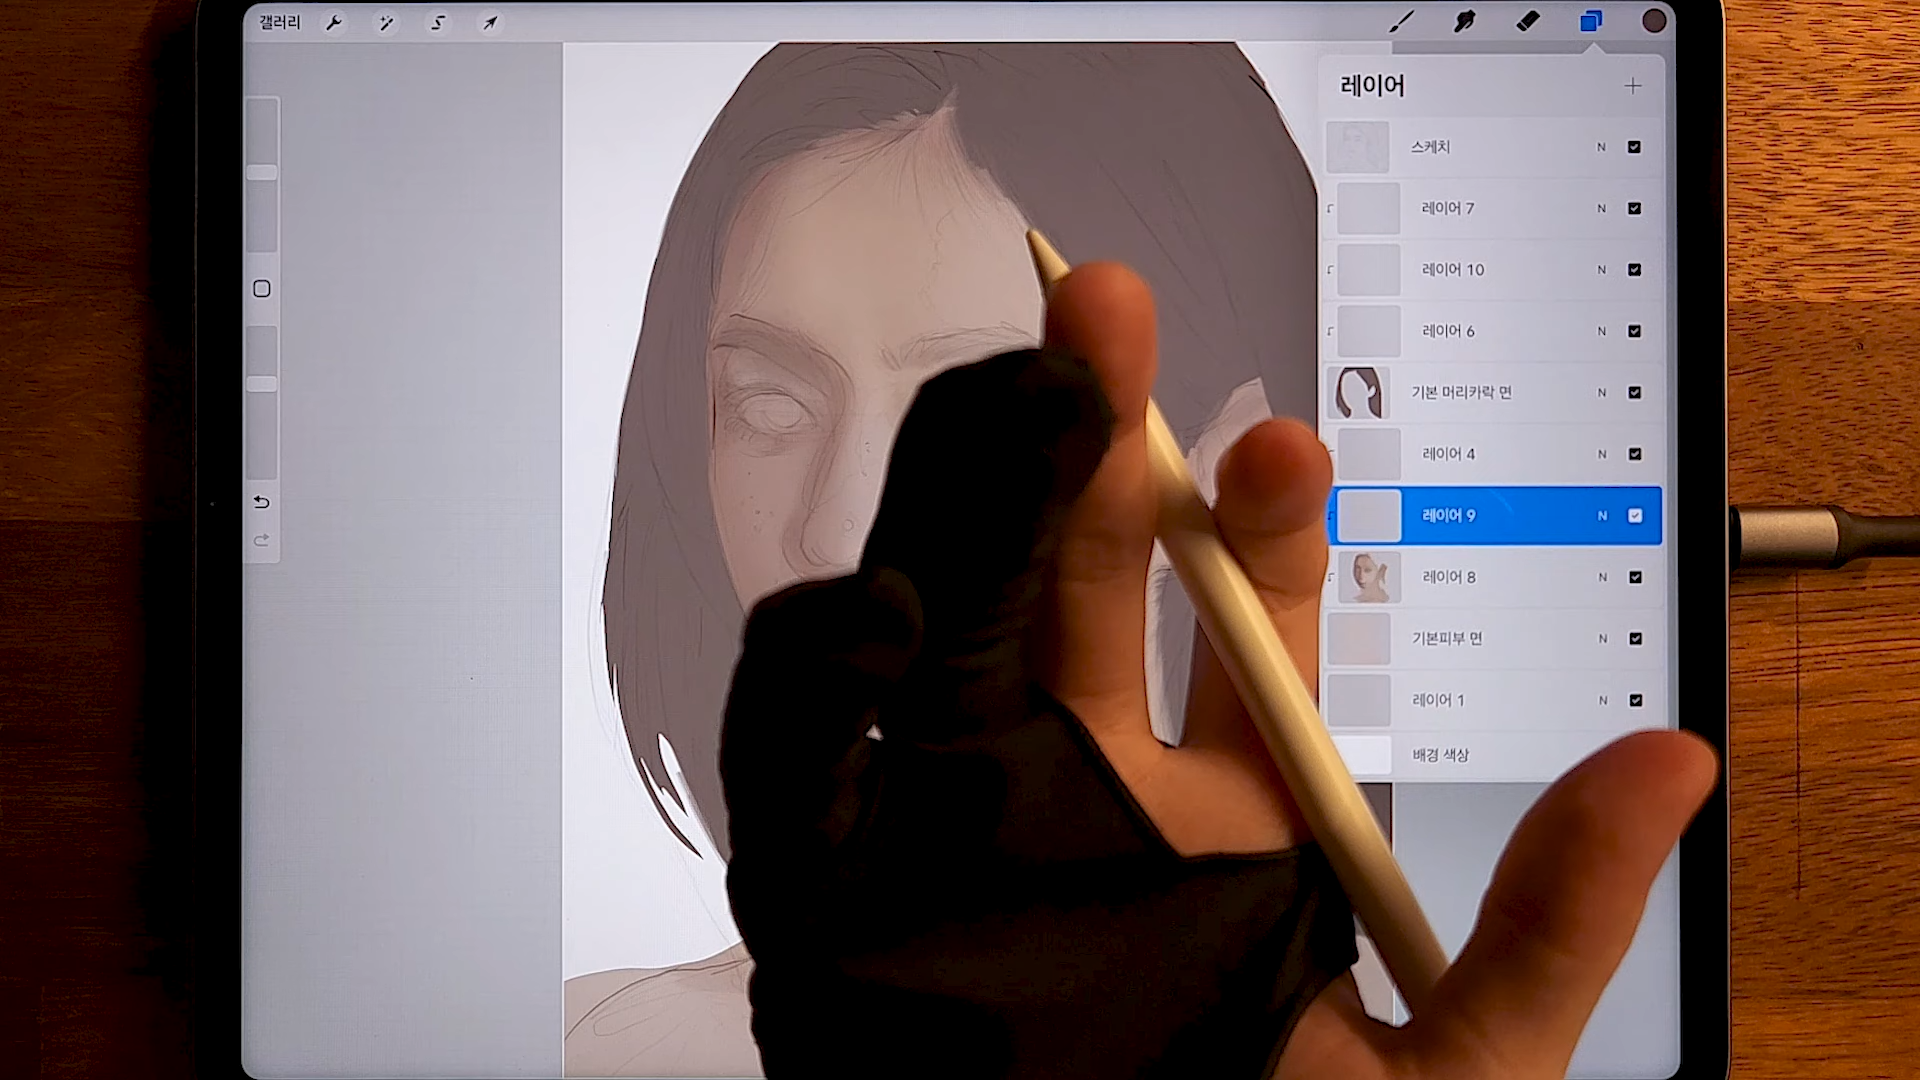 갤러리
레이어
스케치 N
레이어 7 N
레이어 10 N
레이어 6 N
기본 머리카락 면 N
레이어 4 N
레이어 9 N
레이어 8 N
기본피부 면 N
레이어 1 N
배경 색상